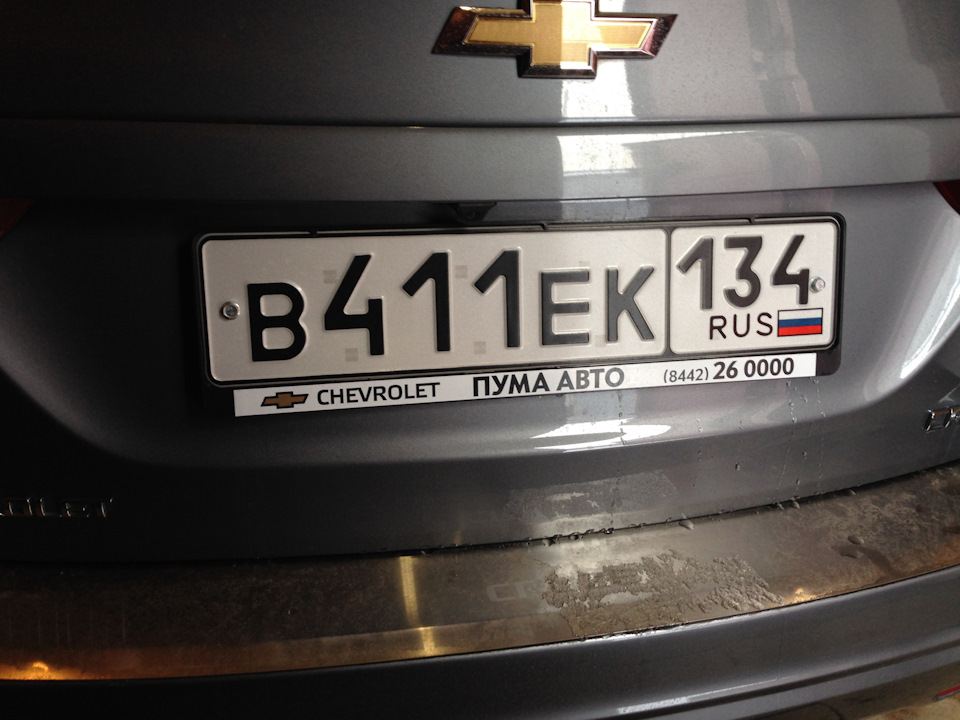 В411ЕК 134
RUS
CHEVROLET ПУМА АВТО (8442) 26 0000